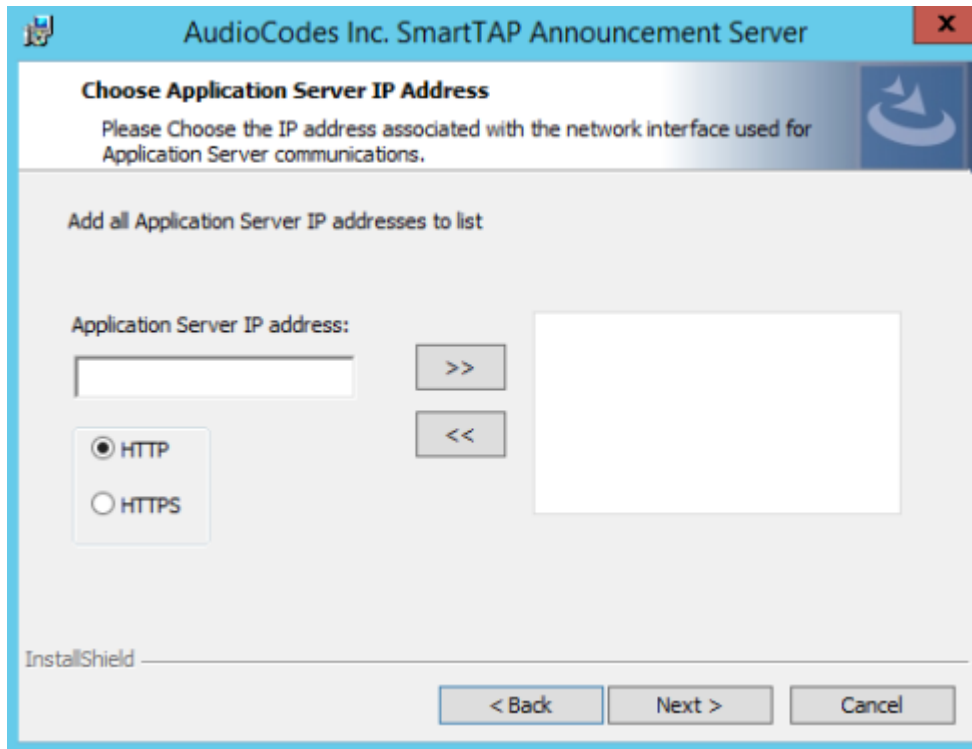 AudioCodes Inc. SmartTAP Announcement Server
x
Choose Application Server IP Address
Please Choose the IP address associated with the network interface used for
Application Server communications.
Add all Application Server IP addresses to list
Application Server IP address:
>>
<<
HTTP
HTTPS
InstallShield
< Back
Next >
Cancel